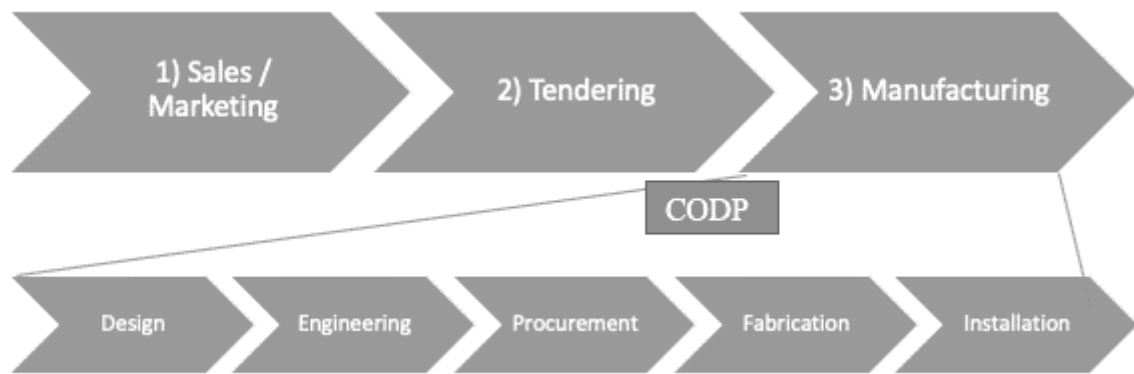 1) Sales /
Marketing
2) Tendering
3) Manufacturing
CODP
Design
Engineering
Procurement
Fabrication
Installation